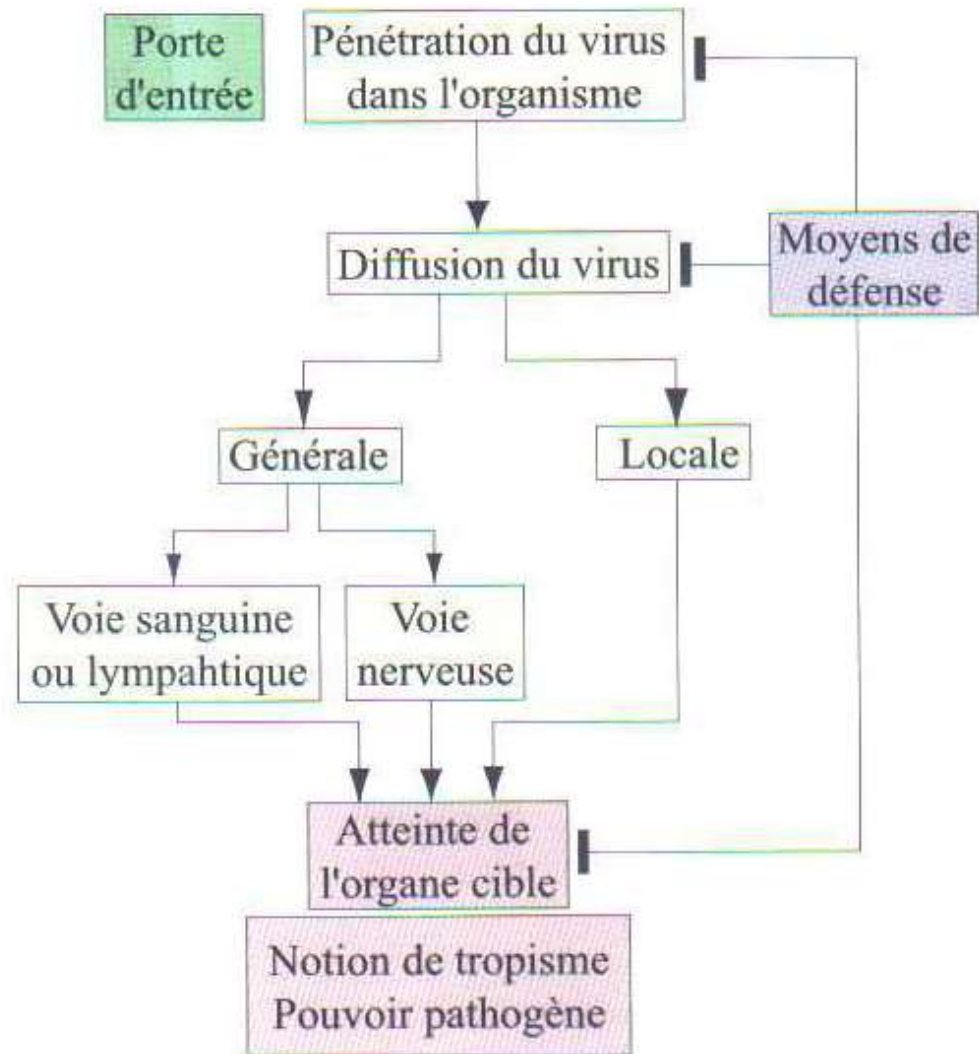 Porte
d'entrée
Pénétration du virus
dans l'organisme
Diffusion du virus
Moyens de
défense
Générale
Locale
Voie sanguine
ou lympahtique
Voie
nerveuse
Atteinte de
l'organe cible
Notion de tropisme
Pouvoir pathogène